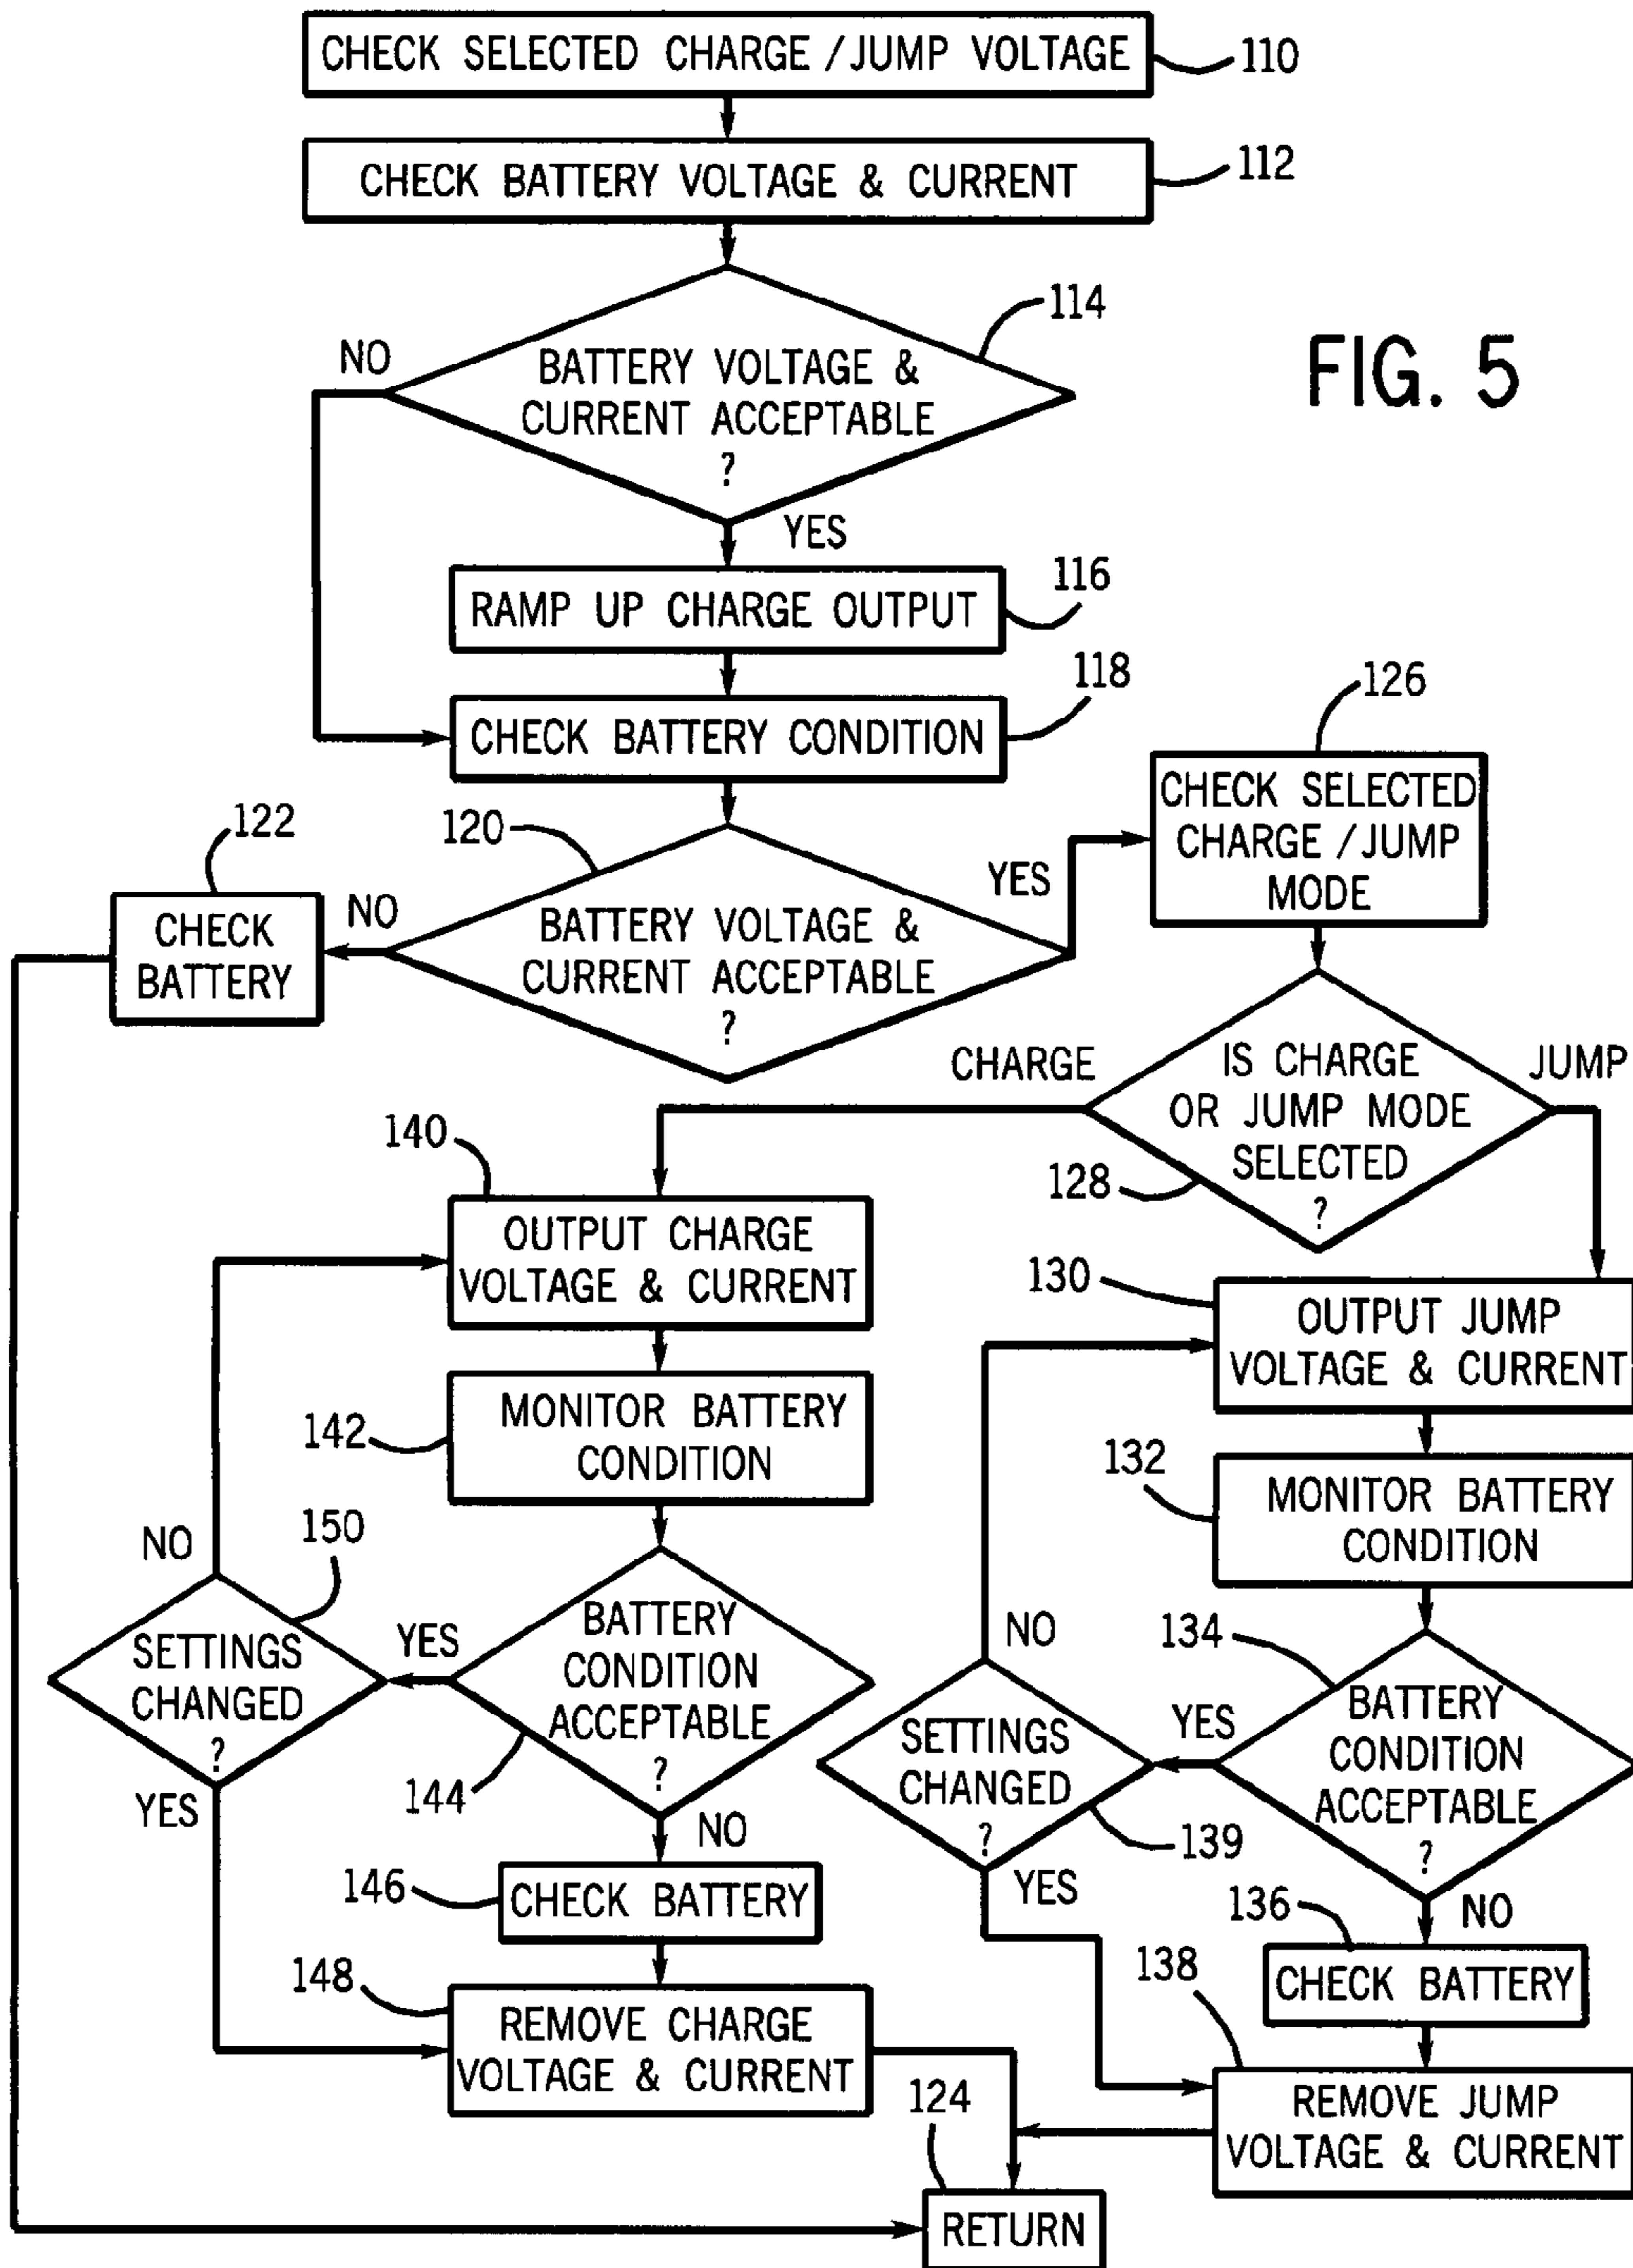 CHECK SELECTED CHARGE / JUMP VOLTAGE
110
CHECK BATTERY VOLTAGE & CURRENT
112
114
FIG. 5
NO
BATTERY VOLTAGE &
CURRENT ACCEPTABLE
?
YES
116
RAMP UP CHARGE OUTPUT
118
CHECK BATTERY CONDITION
126
CHECK SELECTED
CHARGE / JUMP
MODE
122
120
NO
YES
CHECK
BATTERY
BATTERY VOLTAGE &
CURRENT ACCEPTABLE
?
CHARGE
IS CHARGE
OR JUMP MODE
SELECTED
?
JUMP
128
140
OUTPUT CHARGE
VOLTAGE & CURRENT
130
OUTPUT JUMP
VOLTAGE & CURRENT
142
MONITOR BATTERY
CONDITION
132
MONITOR BATTERY
CONDITION
NO
150
SETTINGS
CHANGED
?
YES
BATTERY
CONDITION
ACCEPTABLE
?
144
YES
NO
NO
134
SETTINGS
CHANGED
?
YES
BATTERY
CONDITION
ACCEPTABLE
?
139
YES
NO
146
CHECK BATTERY
136
CHECK BATTERY
148
REMOVE CHARGE
VOLTAGE & CURRENT
138
REMOVE JUMP
VOLTAGE & CURRENT
124
RETURN